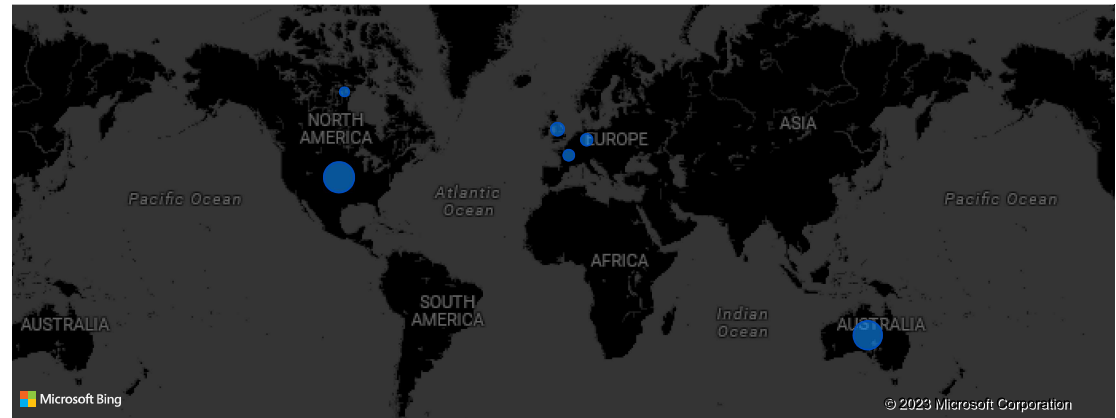 NORTH
AMERICA
EUROPE
ASIA
Pacific Ocean
Atlantic
Ocean
Pacific Ocean
AFRICA
SOUTH
AMERICA
Indian
Ocean
AUSTRALIA
AUSTRALIA
Microsoft Bing
© 2023 Microsoft Corporation